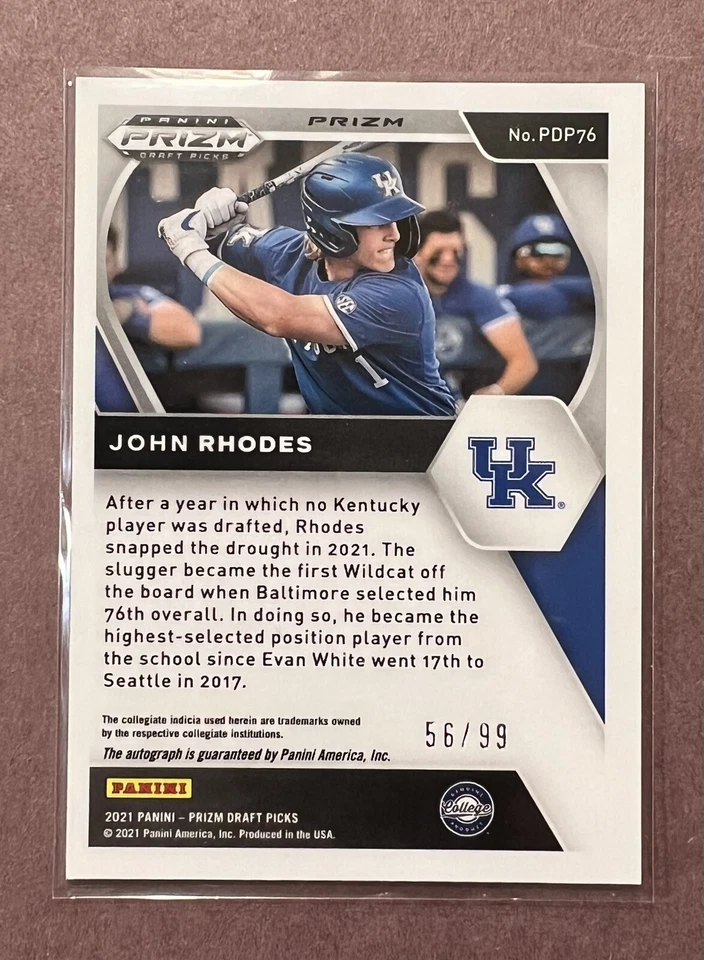 PANINI
PRIZM
DRAFT PICKS
PRIZM
No. PDP76
UK
SEC
1
JOHN RHODES
UK®
After a year in which no Kentucky
player was drafted, Rhodes
snapped the drought in 2021. The
slugger became the first Wildcat off
the board when Baltimore selected him
76th overall. In doing so, he became the
highest-selected position player from
the school since Evan White went 17th to
Seattle in 2017.
The collegiate indicia used herein are trademarks owned
by the respective collegiate institutions.
56/99
The autograph is guaranteed by Panini America, Inc.
PANINI
GENUINE
College
2021 PANINI – PRIZM DRAFT PICKS
© 2021 Panini America, Inc. Produced in the USA.